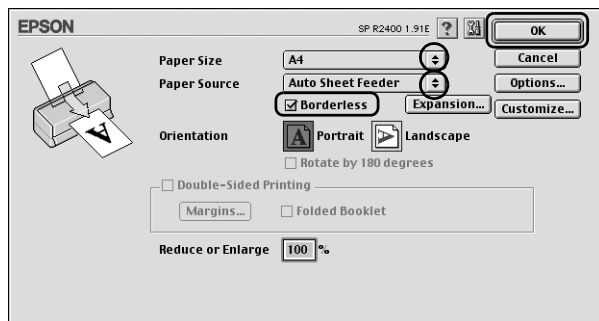 EPSON SP R2400 1.91E ? OK
Paper Size A4 Cancel
Paper Source Auto Sheet Feeder Options...
Borderless Expansion... Customize...
Orientation A Portrait A Landscape
Rotate by 180 degrees
Double-Sided Printing
Margins... Folded Booklet
Reduce or Enlarge 100 %
A